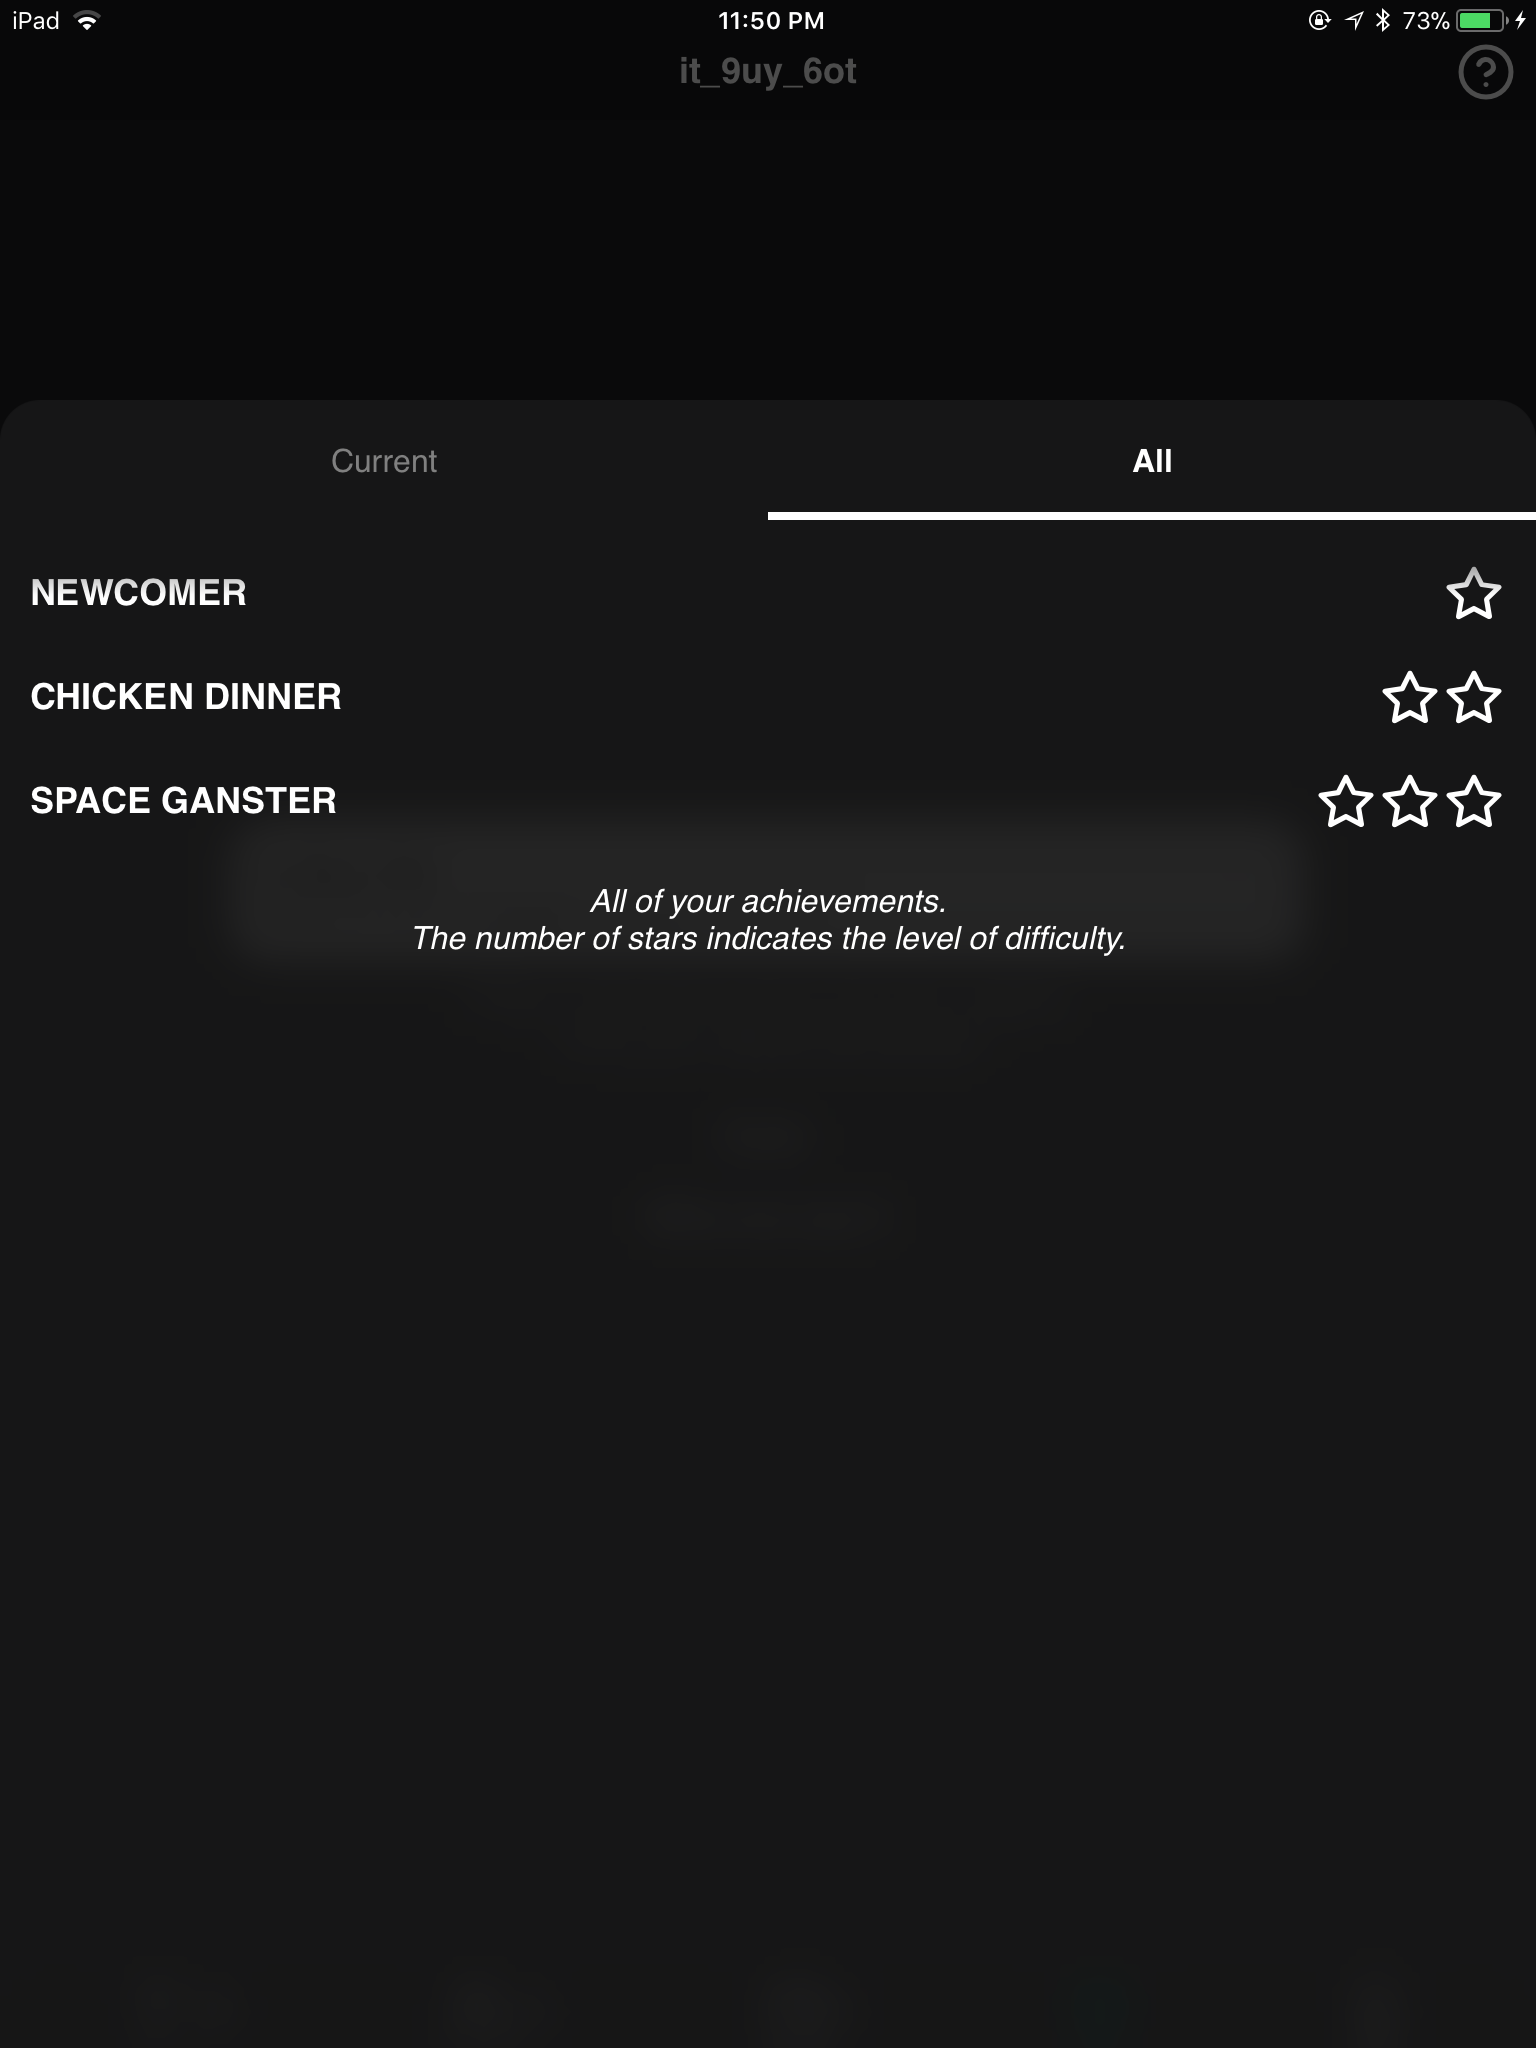 iPad 11:50 PM 73%
it_9uy_6ot
Current All
NEWCOMER
CHICKEN DINNER
SPACE GANSTER
All of your achievements.
The number of stars indicates the level of difficulty.